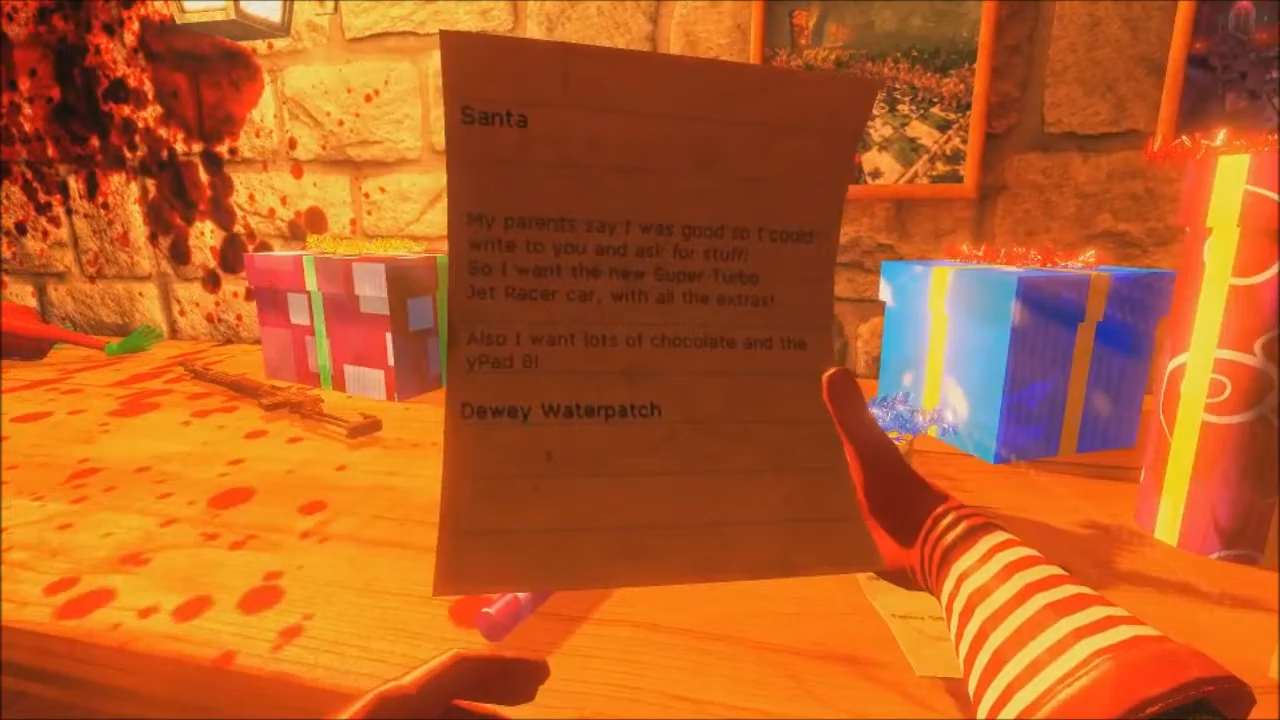 Santa
My parents say I was good so I could
write to you and ask for stuff!
So I want the new Super Turbo
Jet Racer car, with all the extras!
Also I want lots of chocolate and the
yPad 8!
Dewey Waterpatch